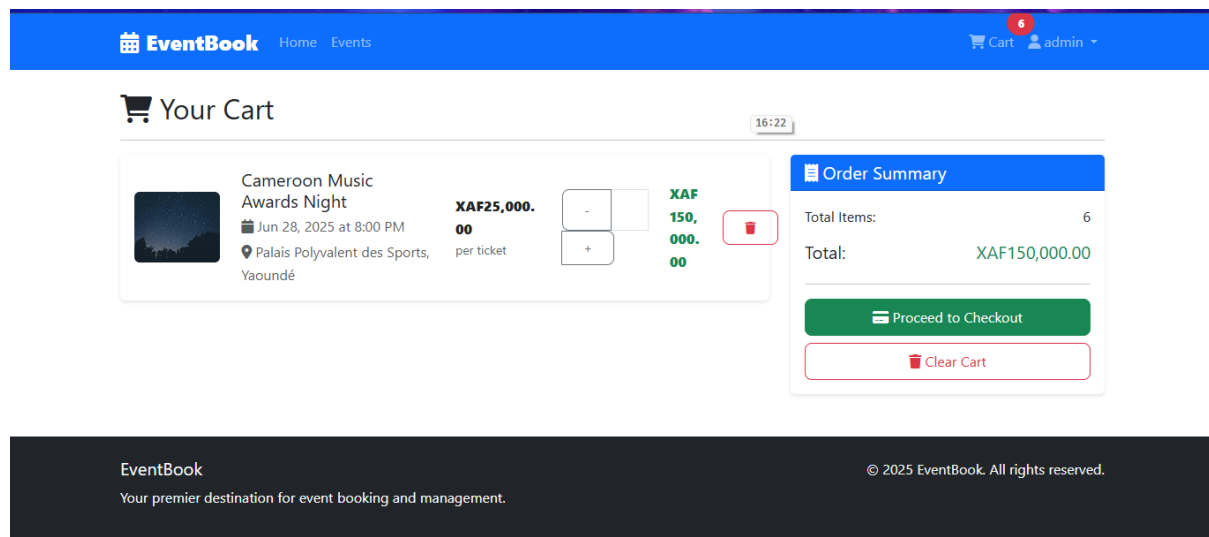 EventBook Home Events 6 Cart admin
Your Cart
16:22
Cameroon Music
Awards Night
Jun 28, 2025 at 8:00 PM
Palais Polyvalent des Sports,
Yaoundé
XAF25,000.
00
per ticket
-
+
XAF
150,
000.
00
Order Summary
Total Items: 6
Total: XAF150,000.00
Proceed to Checkout
Clear Cart
EventBook
Your premier destination for event booking and management.
© 2025 EventBook. All rights reserved.